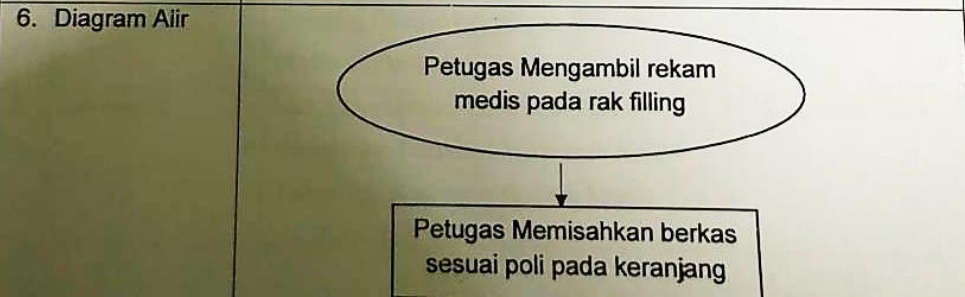 6. Diagram Alir
Petugas Mengambil rekam
medis pada rak filling
Petugas Memisahkan berkas
sesuai poli pada keranjang